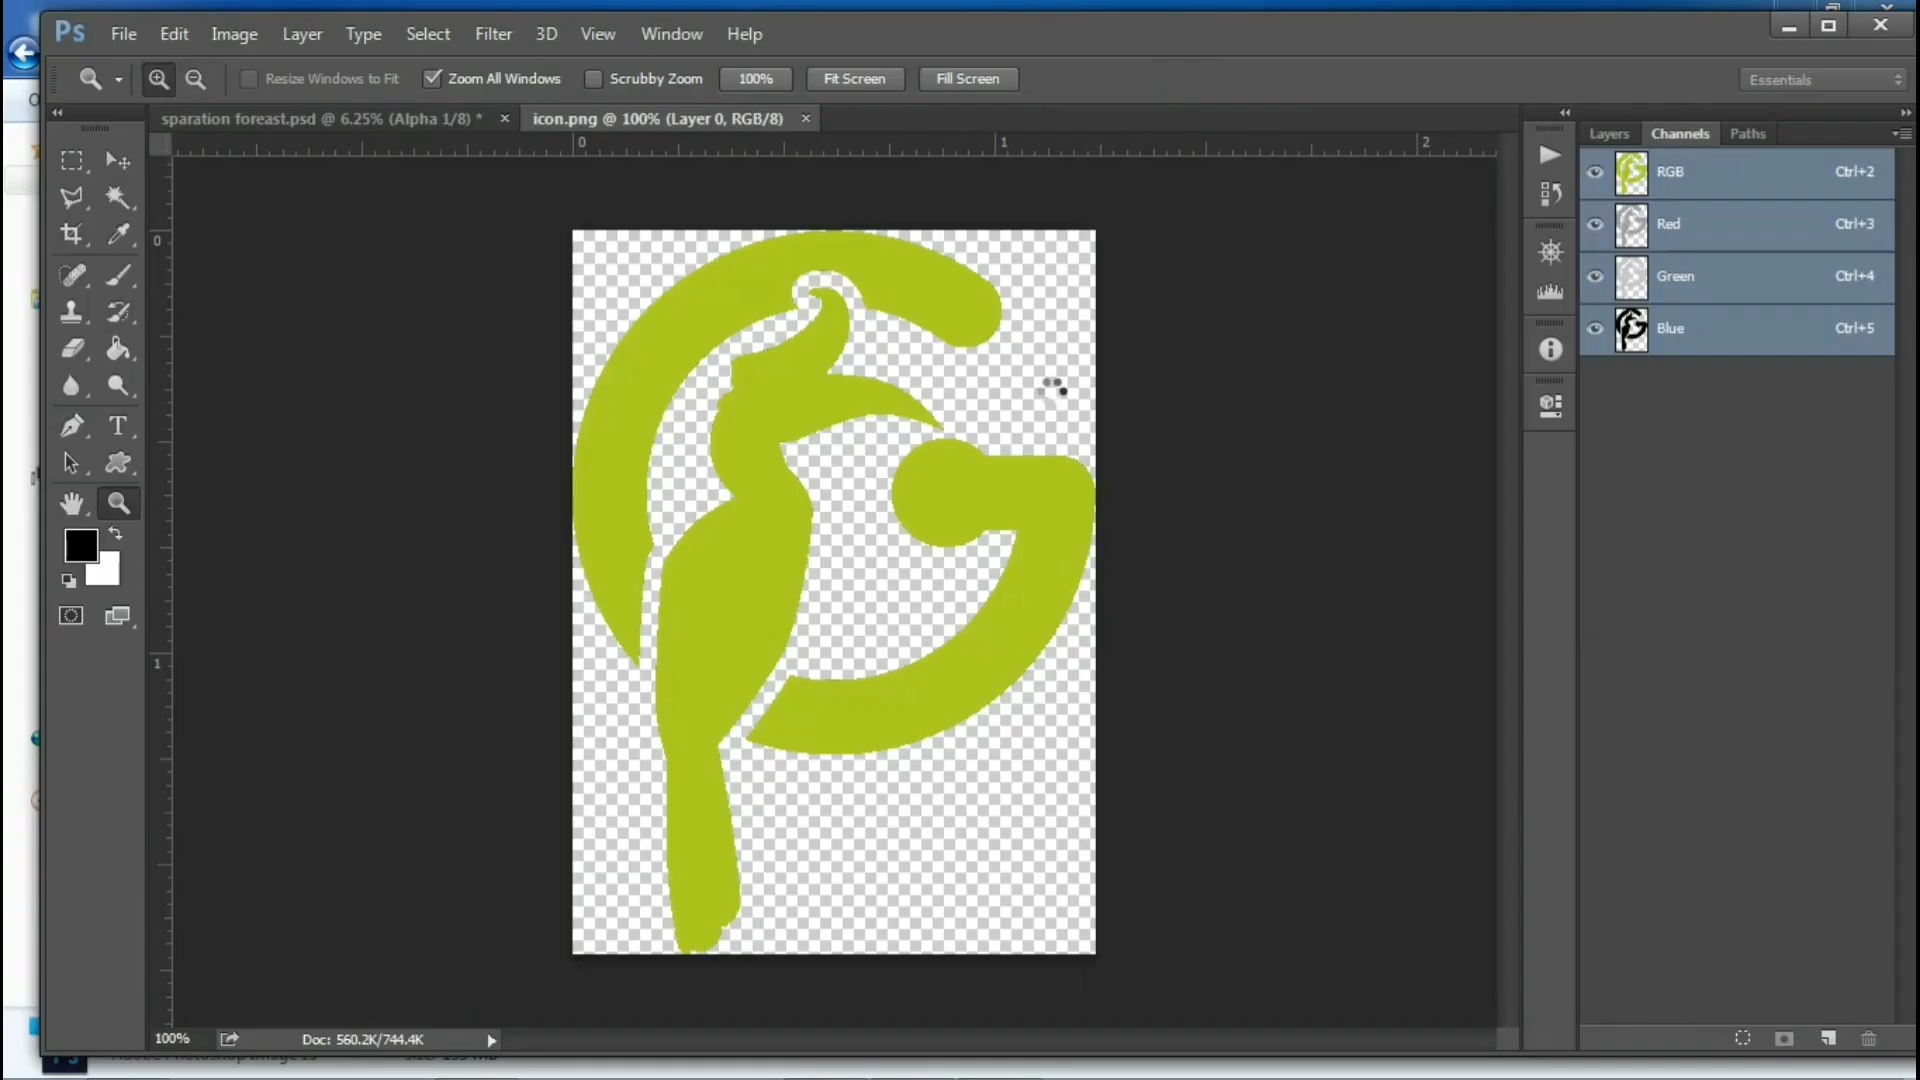 Ps File Edit Image Layer Type Select Filter 3D View Window Help
Resize Windows to Fit Zoom All Windows Scrubby Zoom 100% Fit Screen Fill Screen Essentials
sparation foreast.psd @ 6.25% (Alpha 1/8) * × icon.png @ 100% (Layer 0, RGB/8) ×
Layers Channels Paths
0 1 2
RGB Ctrl+2
Red Ctrl+3
0
Green Ctrl+4
Blue Ctrl+5
T
1
100% Doc: 560.2K/744.4K